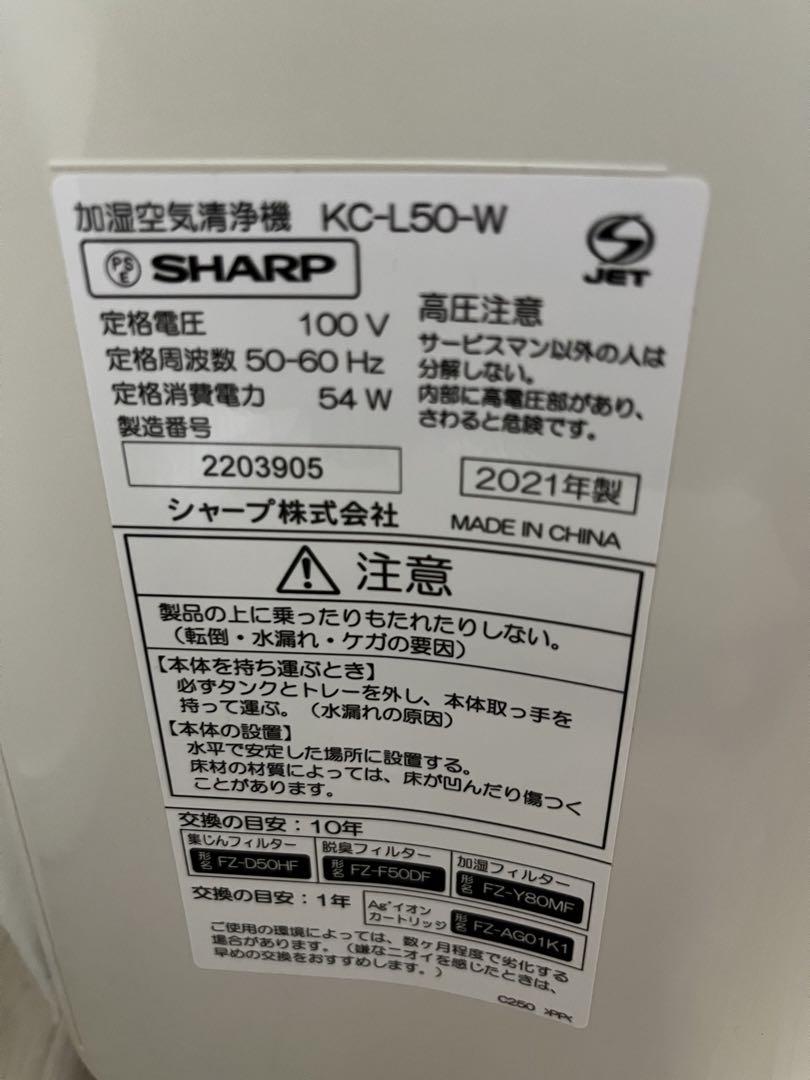 加湿空気清浄機 KC-L50-W
PSE SHARP
JET
定格電圧 100 V
定格周波数 50-60 Hz
定格消費電力 54 W
製造番号
2203905
シャープ株式会社
高圧注意
サービスマン以外の人は
分解しない。
内部に高電圧部があり、
さわると危険です。
2021年製
MADE IN CHINA
注意
製品の上に乗ったりもたれたりしない。
（転倒・水漏れ・ケガの要因）
【本体を持ち運ぶとき】
必ずタンクとトレーを外し、本体取っ手を
持って運ぶ。（水漏れの原因）
【本体の設置】
水平で安定した場所に設置する。
床材の材質によっては、床が凹んだり傷つく
ことがあります。
交換の目安：10年
集じんフィルター
形名 FZ-D50HF
脱臭フィルター
形名 FZ-F50DF
加湿フィルター
形名 FZ-Y80MF
交換の目安：1年
Ag⁺イオン
カートリッジ
形名 FZ-AG01K1
ご使用の環境によっては、数ヶ月程度で劣化する
場合があります。（嫌なニオイを感じたときは、
早めの交換をおすすめします。）
C250 >PP<